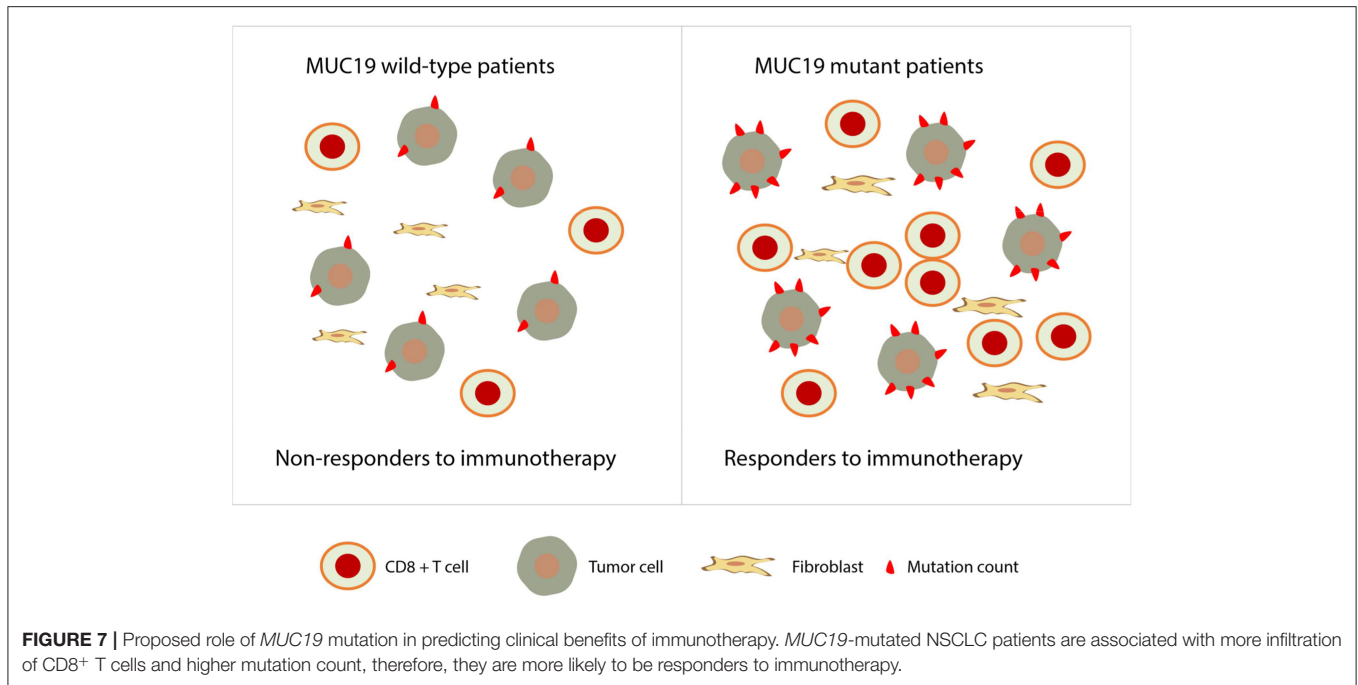 MUC19 wild-type patients
MUC19 mutant patients
Non-responders to immunotherapy
Responders to immunotherapy
CD8 + T cell
Tumor cell
Fibroblast
Mutation count
FIGURE 7 | Proposed role of MUC19 mutation in predicting clinical benefits of immunotherapy. MUC19-mutated NSCLC patients are associated with more infiltration
of CD8+ T cells and higher mutation count, therefore, they are more likely to be responders to immunotherapy.